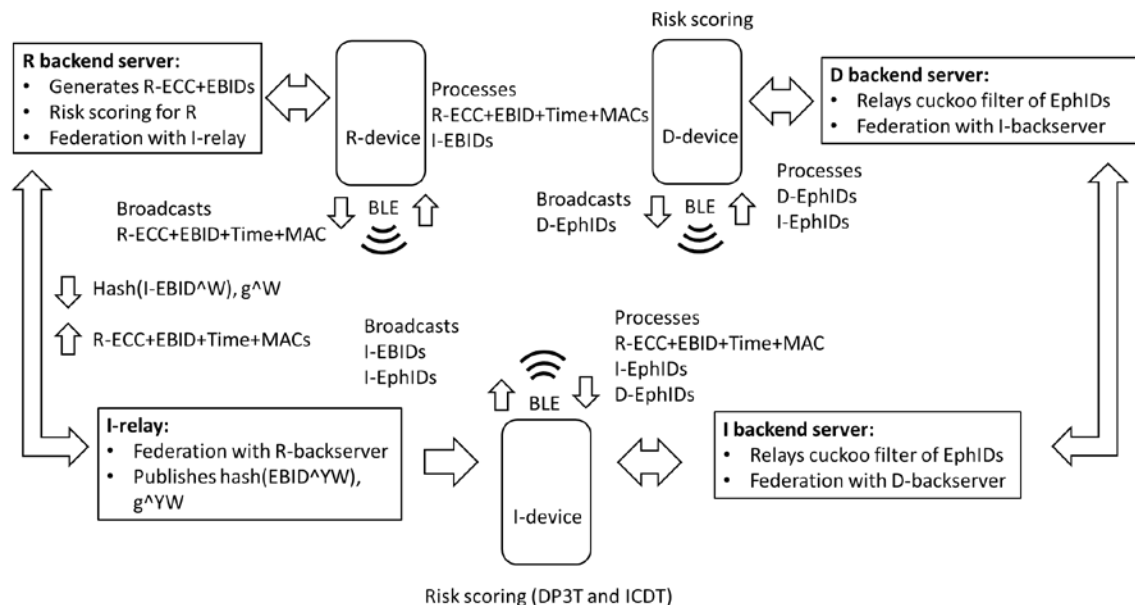 Risk scoring
R backend server:
• Generates R-ECC+EBIDs
• Risk scoring for R
• Federation with I-relay
R-device
Processes
R-ECC+EBID+Time+MACs
I-EBIDs
D-device
D backend server:
• Relays cuckoo filter of EphIDs
• Federation with I-backserver
Broadcasts
R-ECC+EBID+Time+MAC
BLE
Broadcasts
D-EphIDs
BLE
Processes
D-EphIDs
I-EphIDs
Hash(I-EBID^W), g^W
R-ECC+EBID+Time+MACs
Broadcasts
I-EBIDs
I-EphIDs
Processes
R-ECC+EBID+Time+MAC
I-EphIDs
D-EphIDs
BLE
I-relay:
• Federation with R-backserver
• Publishes hash(EBID^YW),
g^YW
I-device
I backend server:
• Relays cuckoo filter of EphIDs
• Federation with D-backserver
Risk scoring (DP3T and ICDT)